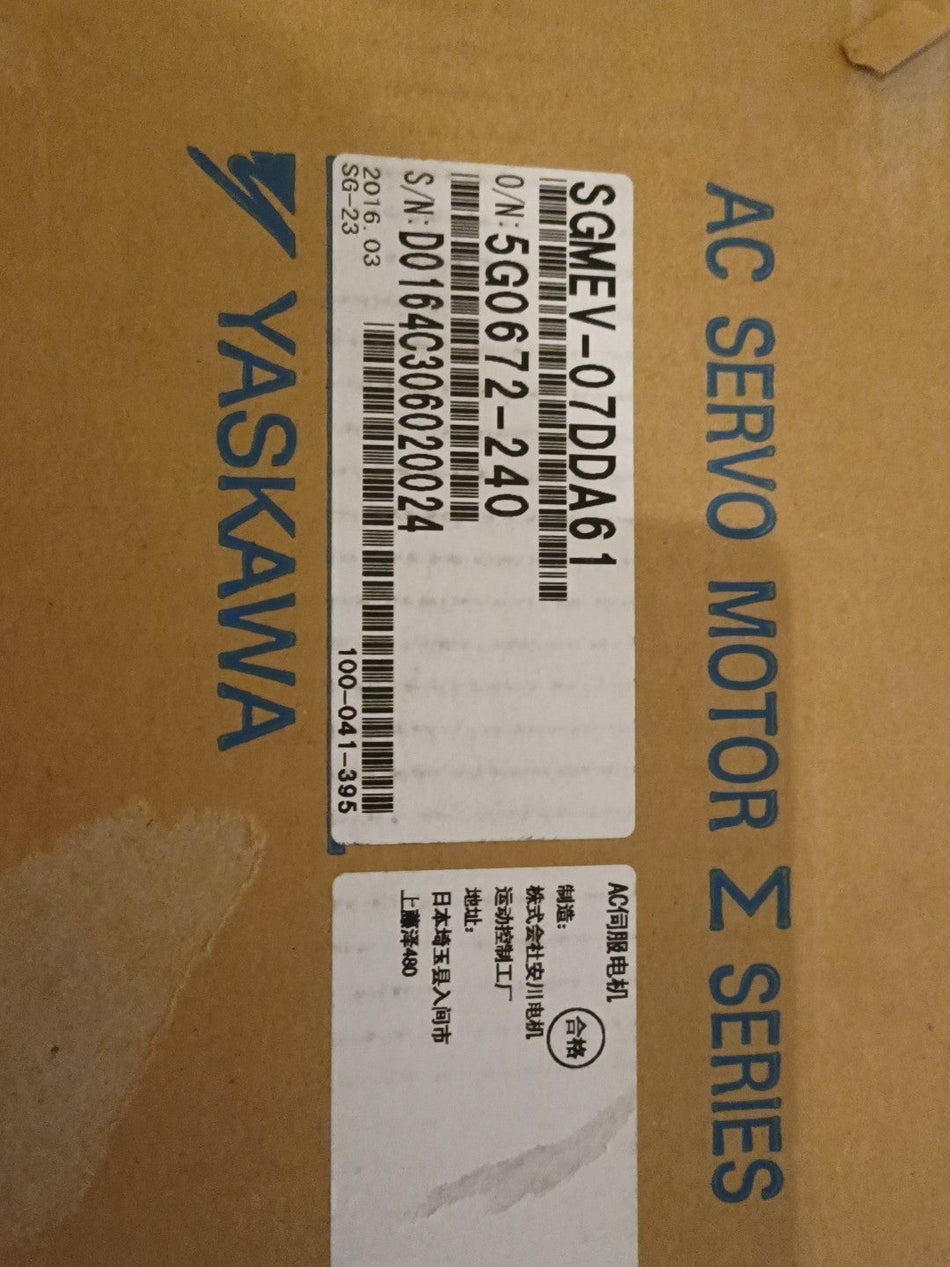 AC SERVO MOTOR Σ SERIES
SGMEV-07DDA61
O/N:5G0672-240
S/N:D0164C306020024
2016.03
SG-23
100-041-395
YASKAWA
AC伺服电机
制造:
合格
株式会社安川电机
运动控制工厂
地址:
日本埼玉县入间市
上藤泽480